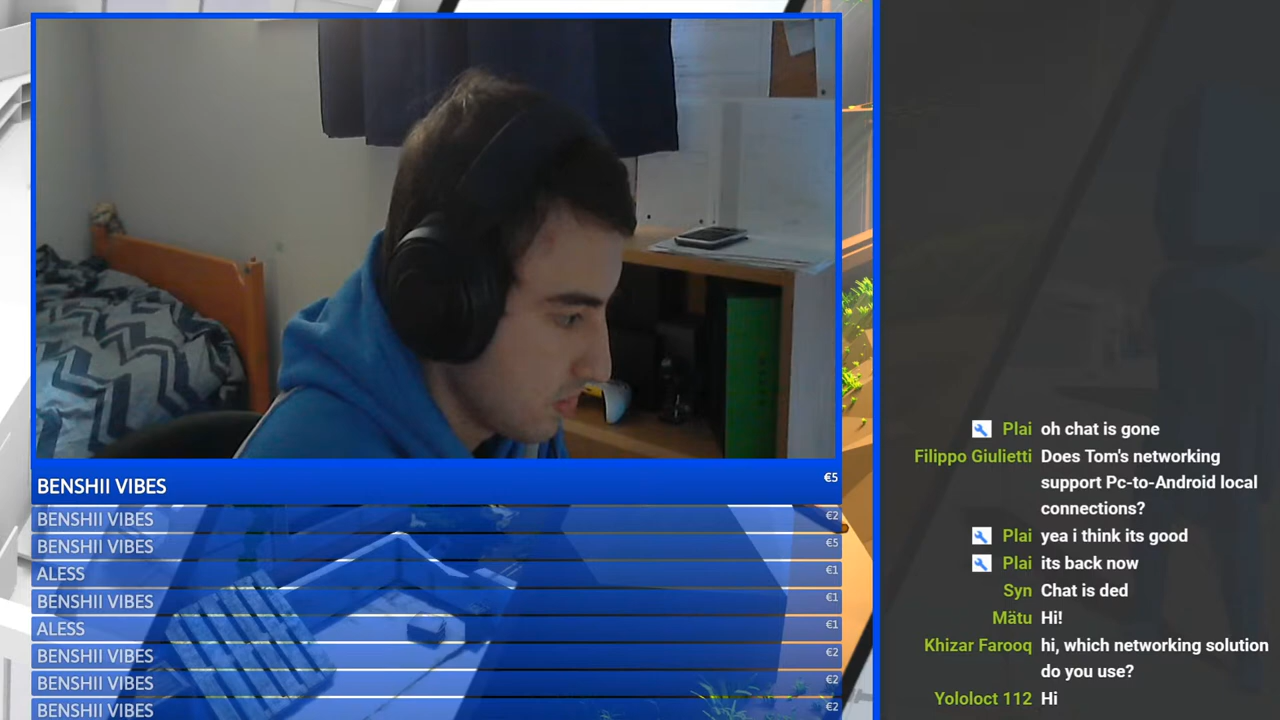 BENSHII VIBES €5
BENSHII VIBES €2
BENSHII VIBES €5
ALESS €1
BENSHII VIBES €1
ALESS €1
BENSHII VIBES €2
BENSHII VIBES €2
BENSHII VIBES €2
Plai oh chat is gone
Filippo Giulietti Does Tom's networking
support Pc-to-Android local
connections?
Plai yea i think its good
Plai its back now
Syn Chat is ded
Mätu Hi!
Khizar Farooq hi, which networking solution
do you use?
Yololoct 112 Hi